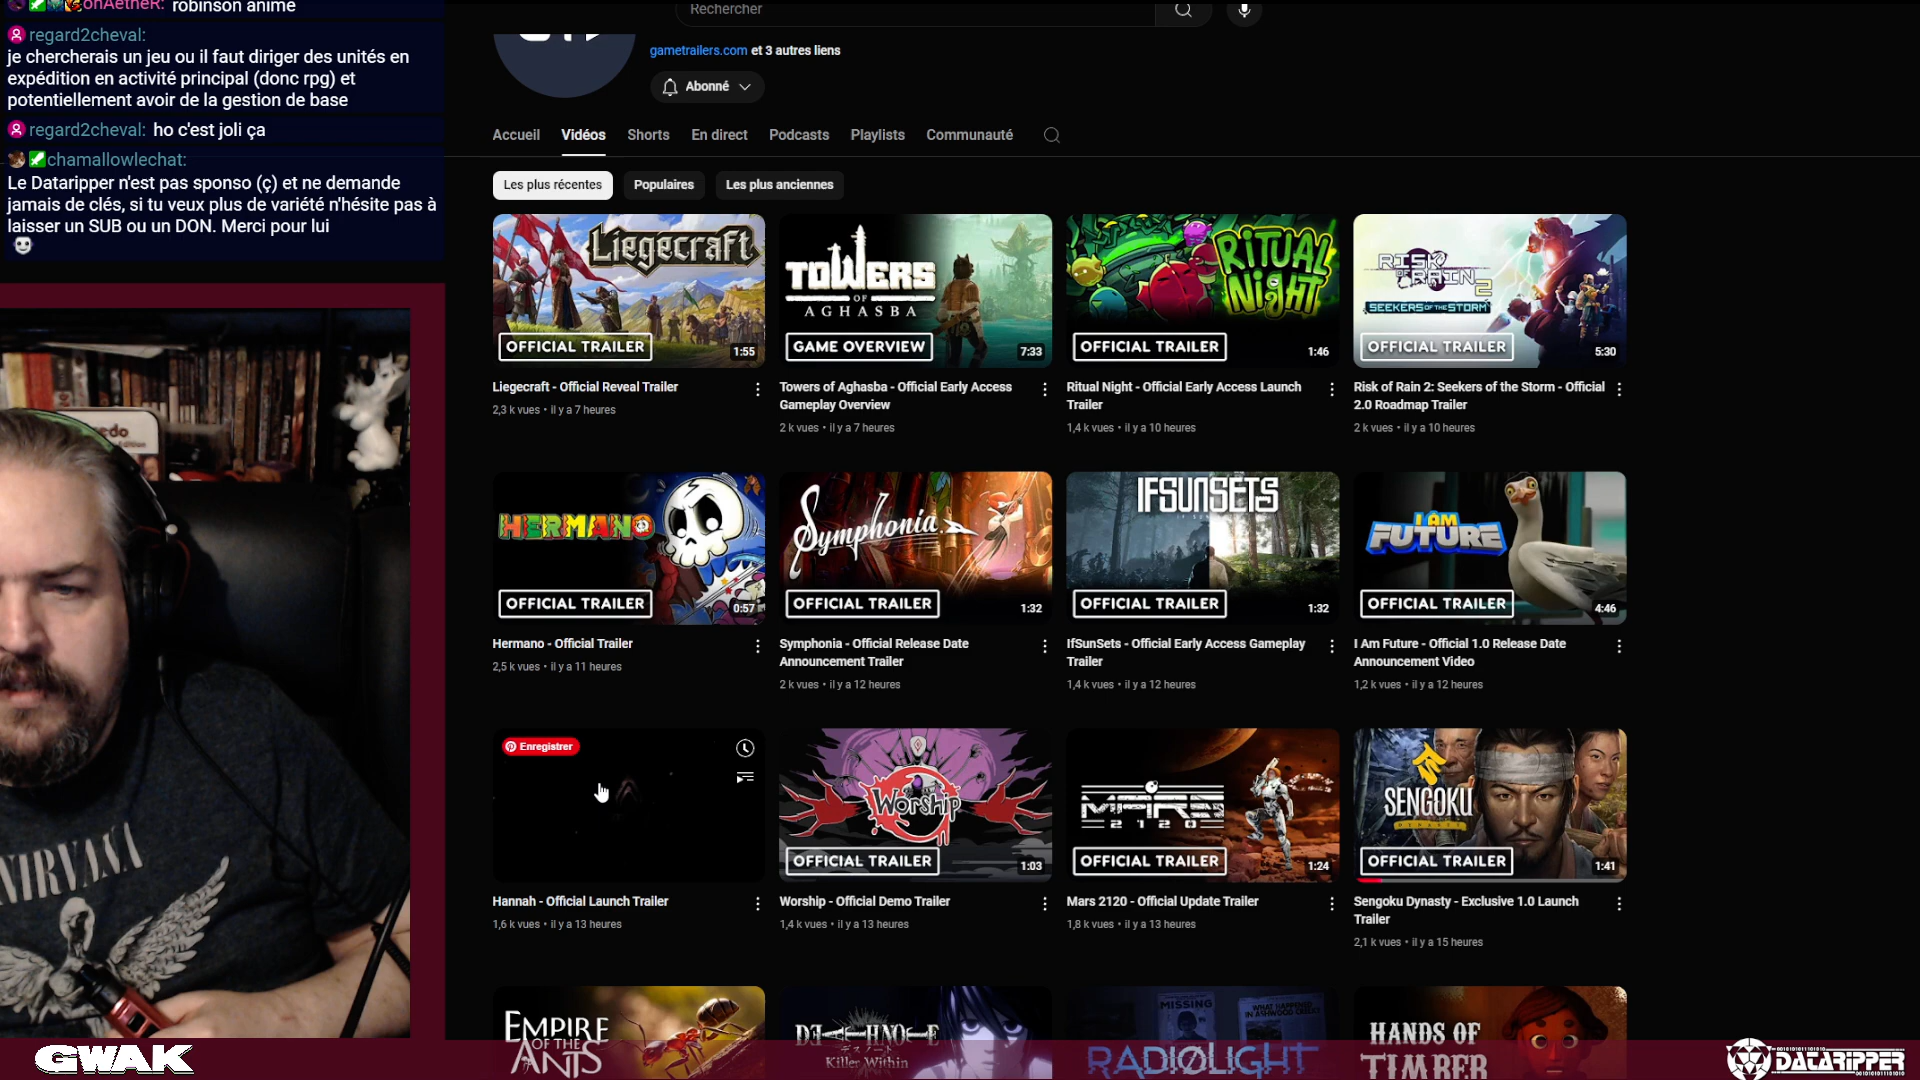 onAetheR: robinson anime
regard2cheval:
je chercherais un jeu ou il faut diriger des unités en
expédition en activité principal (donc rpg) et
potentiellement avoir de la gestion de base
regard2cheval: ho c'est joli ça
chamallowlechat:
Le Dataripper n'est pas sponso (ç) et ne demande
jamais de clés, si tu veux plus de variété n'hésite pas à
laisser un SUB ou un DON. Merci pour lui
NIRVANA
GWAK
Rechercher
gametrailers.com et 3 autres liens
Abonné
Accueil Vidéos Shorts En direct Podcasts Playlists Communauté
Les plus récentes Populaires Les plus anciennes
LIEGECRAFT
OFFICIAL TRAILER
1:55
Liegecraft - Official Reveal Trailer
2,3 k vues • il y a 7 heures
TOWERS
OF
AGHASBA
GAME OVERVIEW
7:33
Towers of Aghasba - Official Early Access
Gameplay Overview
2 k vues • il y a 7 heures
RITUAL
NIGHT
OFFICIAL TRAILER
1:46
Ritual Night - Official Early Access Launch
Trailer
1,4 k vues • il y a 10 heures
RISK
OF RAIN 2
SEEKERS OF THE STORM
OFFICIAL TRAILER
5:30
Risk of Rain 2: Seekers of the Storm - Official
2.0 Roadmap Trailer
2 k vues • il y a 10 heures
HERMANO
OFFICIAL TRAILER
0:57
Hermano - Official Trailer
2,5 k vues • il y a 11 heures
Symphonia
OFFICIAL TRAILER
1:32
Symphonia - Official Release Date
Announcement Trailer
2 k vues • il y a 12 heures
IFSUNSETS
OFFICIAL TRAILER
1:32
IfSunSets - Official Early Access Gameplay
Trailer
1,4 k vues • il y a 12 heures
I AM
FUTURE
OFFICIAL TRAILER
4:46
I Am Future - Official 1.0 Release Date
Announcement Video
1,2 k vues • il y a 12 heures
Enregistrer
Hannah - Official Launch Trailer
1,6 k vues • il y a 13 heures
Worship
OFFICIAL TRAILER
1:03
Worship - Official Demo Trailer
1,4 k vues • il y a 13 heures
MARS
2120
OFFICIAL TRAILER
1:24
Mars 2120 - Official Update Trailer
1,8 k vues • il y a 13 heures
SENGOKU
DYNASTY
OFFICIAL TRAILER
1:41
Sengoku Dynasty - Exclusive 1.0 Launch
Trailer
2,1 k vues • il y a 15 heures
EMPIRE
OF THE
ANTS
DEATH NOTE
デスノート
Killer Within
MISSING
WHAT HAPPENED
RADIOLIGHT
HANDS OF
TIMBER
DATARIPPER